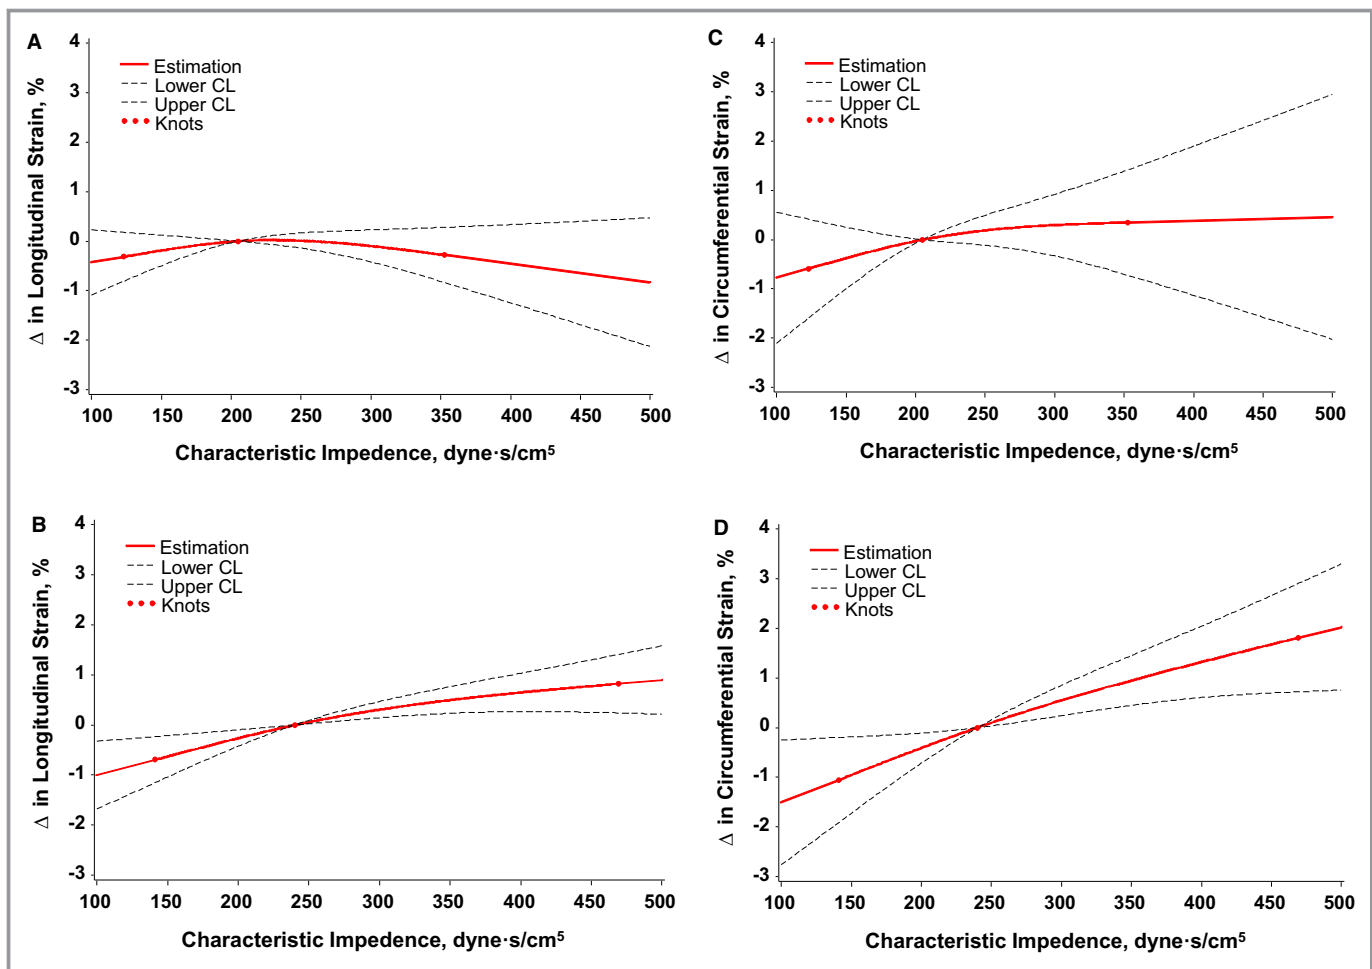 A
4
3
2
1
0
-1
-2
-3
Δ in Longitudinal Strain, %
Estimation
Lower CL
Upper CL
Knots
100 150 200 250 300 350 400 450 500
Characteristic Impedence, dyne·s/cm⁵
C
4
3
2
1
0
-1
-2
-3
Δ in Circumferential Strain, %
Estimation
Lower CL
Upper CL
Knots
100 150 200 250 300 350 400 450 500
Characteristic Impedence, dyne·s/cm⁵
B
4
3
2
1
0
-1
-2
-3
Δ in Longitudinal Strain, %
Estimation
Lower CL
Upper CL
Knots
100 150 200 250 300 350 400 450 500
Characteristic Impedence, dyne·s/cm⁵
D
4
3
2
1
0
-1
-2
-3
Δ in Circumferential Strain, %
Estimation
Lower CL
Upper CL
Knots
100 150 200 250 300 350 400 450 500
Characteristic Impedence, dyne·s/cm⁵